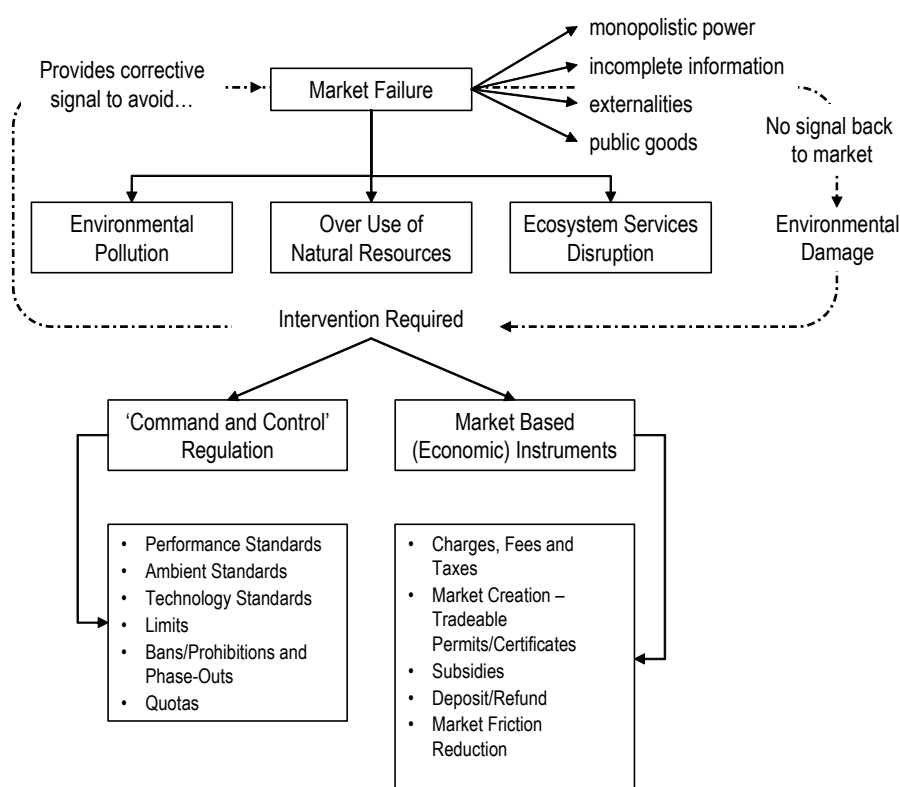 monopolistic power
Provides corrective
signal to avoid…
Market Failure
incomplete information
externalities
public goods
No signal back
to market
Environmental
Pollution
Over Use of
Natural Resources
Ecosystem Services
Disruption
Environmental
Damage
Intervention Required
‘Command and Control’
Regulation
Market Based
(Economic) Instruments
• Performance Standards
• Ambient Standards
• Technology Standards
• Limits
• Bans/Prohibitions and
Phase-Outs
• Quotas
• Charges, Fees and
Taxes
• Market Creation –
Tradeable
Permits/Certificates
• Subsidies
• Deposit/Refund
• Market Friction
Reduction